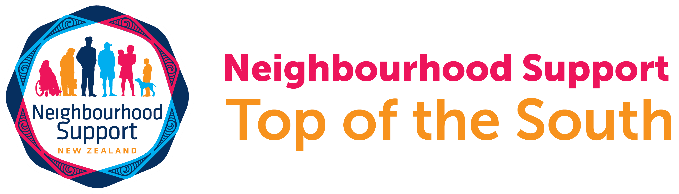 Neighbourhood
Support
NEW ZEALAND
Neighbourhood Support
Top of the South